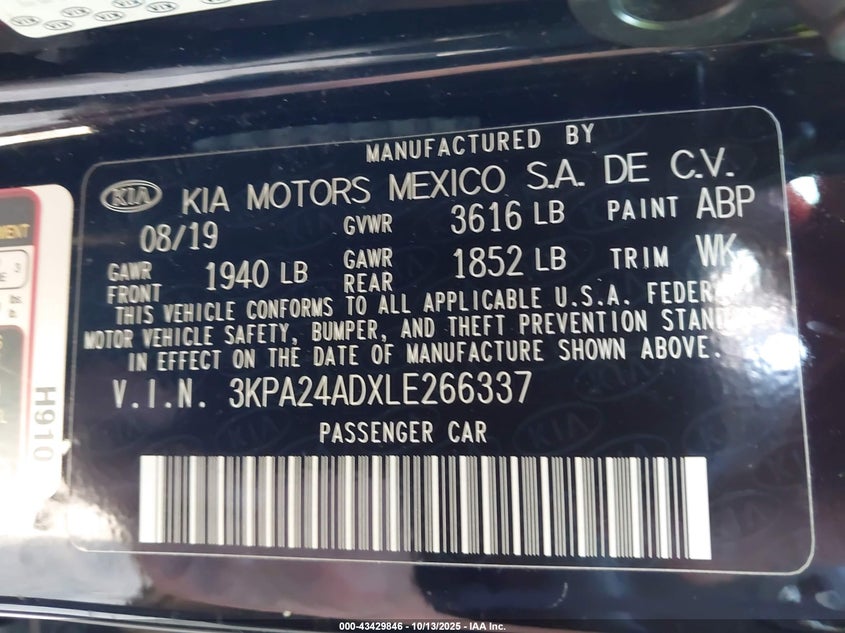 MANUFACTURED BY
KIA KIA MOTORS MEXICO S.A. DE C.V.
08/19 GVWR 3616 LB PAINT ABP
GAWR FRONT 1940 LB GAWR REAR 1852 LB TRIM WK
THIS VEHICLE CONFORMS TO ALL APPLICABLE U.S.A. FEDER
MOTOR VEHICLE SAFETY, BUMPER, AND THEFT PREVENTION STAN
IN EFFECT ON THE DATE OF MANUFACTURE SHOWN ABOVE.
V.I.N. 3KPA24ADXLE266337
PASSENGER CAR
H910
000-43429846 - 10/13/2025 - IAA Inc.